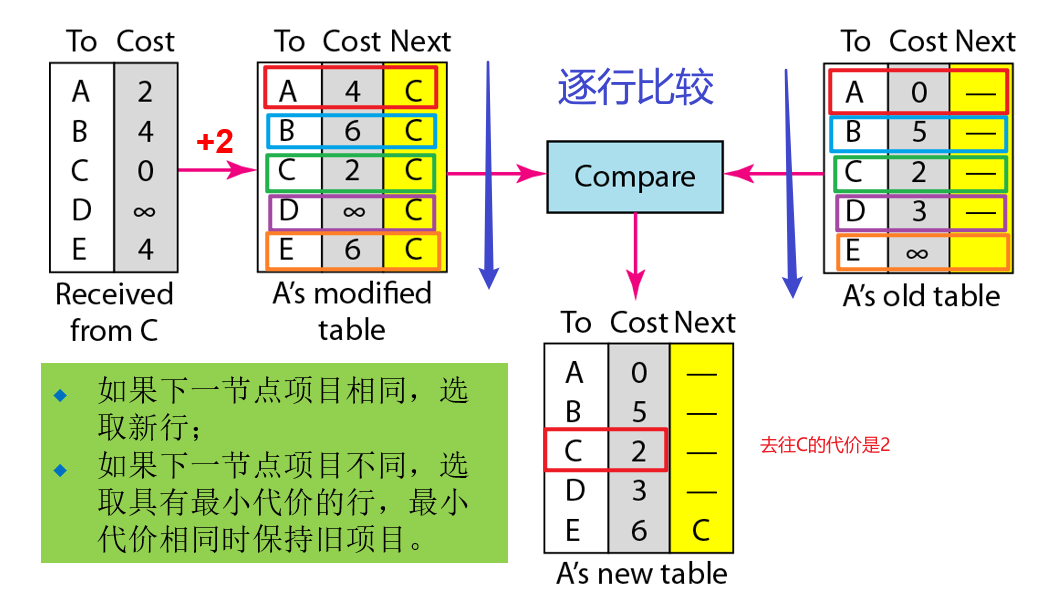 To Cost
A 2
B 4
C 0
D ∞
E 4
Received
from C
+2
To Cost Next
A 4 C
B 6 C
C 2 C
D ∞ C
E 6 C
A's modified
table
逐行比较
Compare
To Cost Next
A 0 —
B 5 —
C 2 —
D 3 —
E ∞
A's old table
To Cost Next
A 0 —
B 5 —
C 2 —
D 3 —
E 6 C
A's new table
去往C的代价是2
◆ 如果下一节点项目相同，选
取新行；
◆ 如果下一节点项目不同，选
取具有最小代价的行，最小
代价相同时保持旧项目。